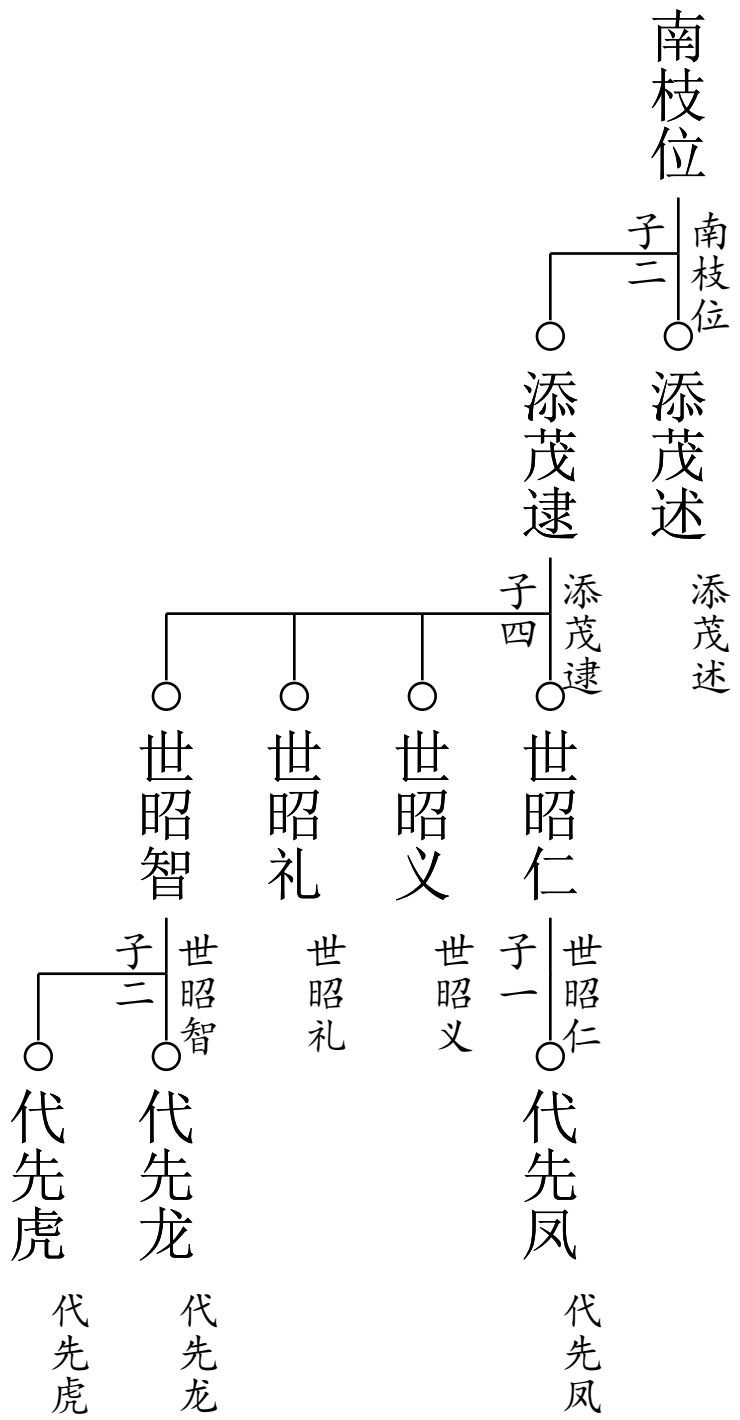 南枝位
南枝位
子二
添茂述
添茂逮
添茂述
添茂逮
子四
世昭仁
世昭义
世昭礼
世昭智
世昭仁
子一
世昭义
世昭礼
世昭智
子二
代先凤
代先龙
代先虎
代先凤
代先龙
代先虎